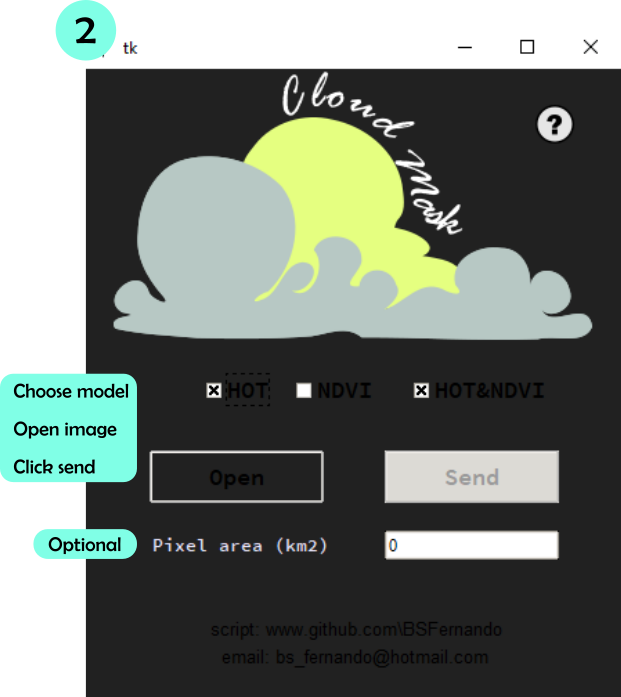 2
tk
Cloud Mask
?
Choose model
HOT NDVI HOT&NDVI
Open image
Click send
Open Send
Optional
Pixel area (km2) 0
script: www.github.com\BSFernando
email: bs_fernando@hotmail.com